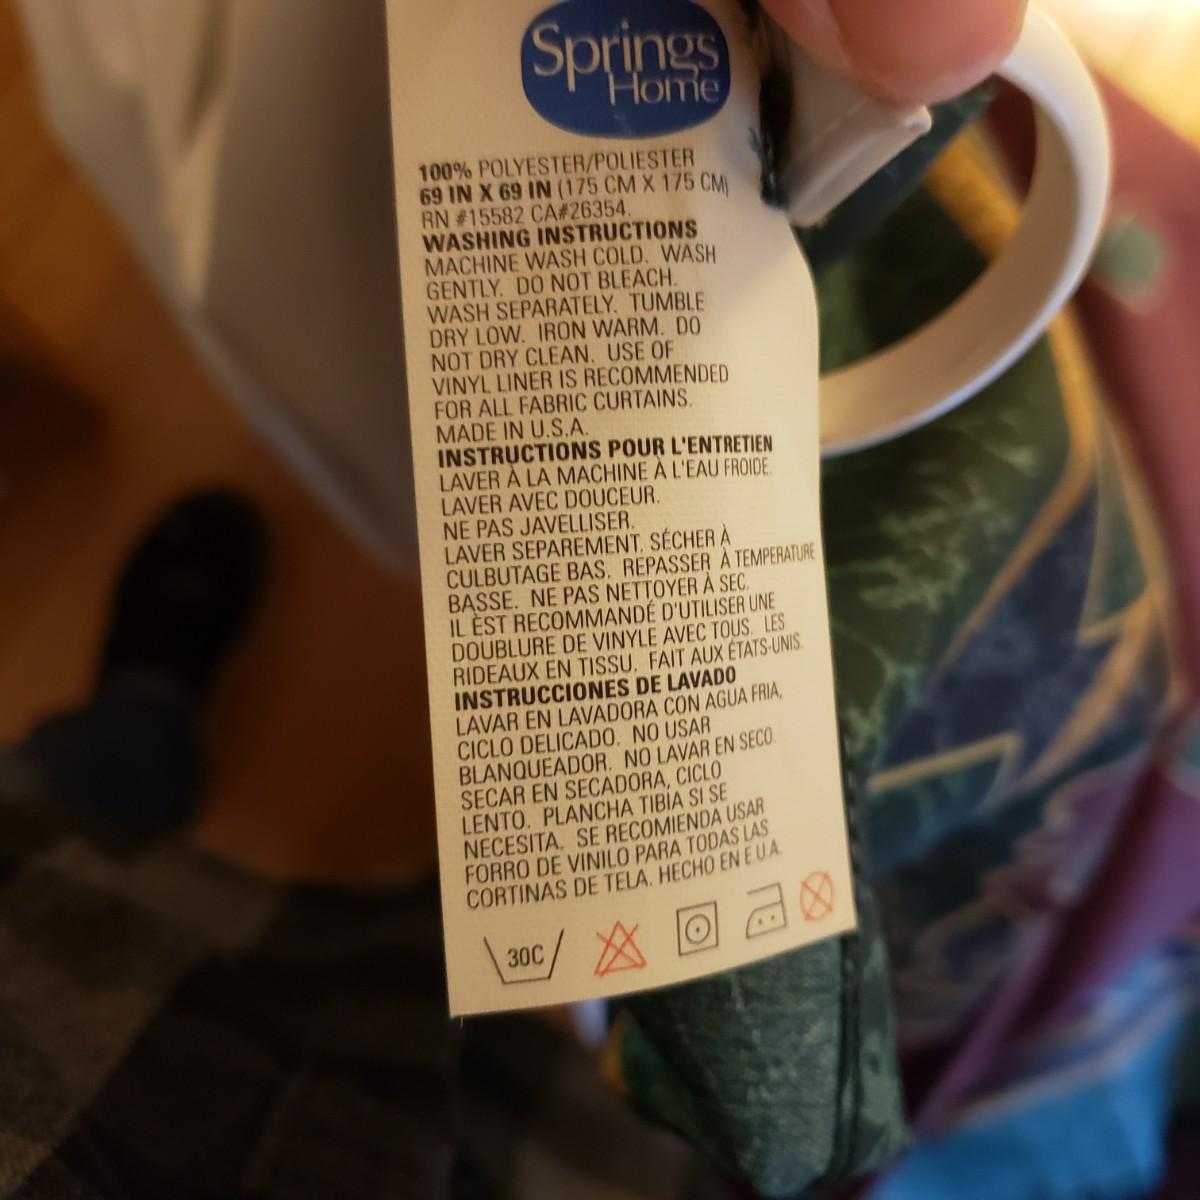 Springs
Home
100% POLYESTER/POLIESTER
69 IN X 69 IN (175 CM X 175 CM)
RN #15582 CA#26354.
WASHING INSTRUCTIONS
MACHINE WASH COLD. WASH
GENTLY. DO NOT BLEACH.
WASH SEPARATELY. TUMBLE
DRY LOW. IRON WARM. DO
NOT DRY CLEAN. USE OF
VINYL LINER IS RECOMMENDED
FOR ALL FABRIC CURTAINS.
MADE IN U.S.A.
INSTRUCTIONS POUR L'ENTRETIEN
LAVER À LA MACHINE À L'EAU FROIDE.
LAVER AVEC DOUCEUR.
NE PAS JAVELLISER.
LAVER SEPAREMENT. SÉCHER À
CULBUTAGE BAS. REPASSER À TEMPERATURE
BASSE. NE PAS NETTOYER À SEC.
IL ÈST RECOMMANDÉ D'UTILISER UNE
DOUBLURE DE VINYLE AVEC TOUS LES
RIDEAUX EN TISSU. FAIT AUX ÉTATS-UNIS.
INSTRUCCIONES DE LAVADO
LAVAR EN LAVADORA CON AGUA FRIA,
CICLO DELICADO. NO USAR
BLANQUEADOR. NO LAVAR EN SECO.
SECAR EN SECADORA, CICLO
LENTO. PLANCHA TIBIA SI SE
NECESITA. SE RECOMIENDA USAR
FORRO DE VINILO PARA TODAS LAS
CORTINAS DE TELA. HECHO EN E.U.A.
30C